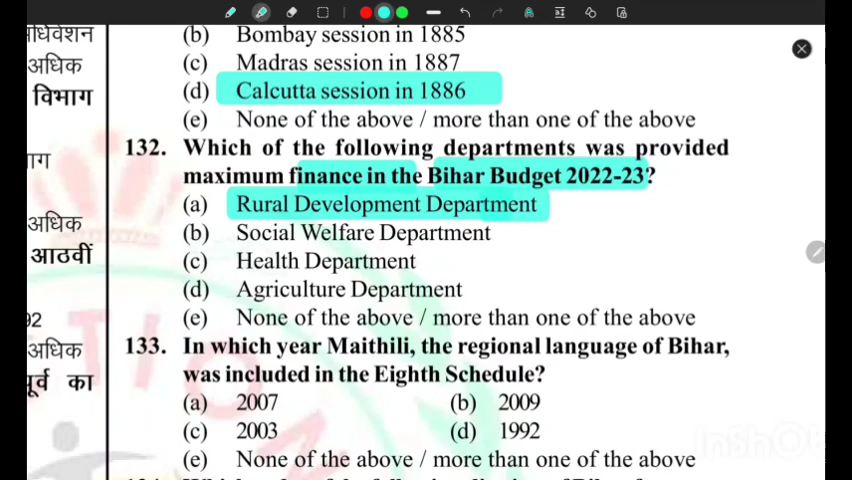 धिवेशन
अधिक
विभाग
ाग
अधिक
आठवीं
92
अधिक
पूर्व का
(b) Bombay session in 1885
(c) Madras session in 1887
(d) Calcutta session in 1886
(e) None of the above / more than one of the above
132. Which of the following departments was provided
maximum finance in the Bihar Budget 2022-23?
(a) Rural Development Department
(b) Social Welfare Department
(c) Health Department
(d) Agriculture Department
(e) None of the above / more than one of the above
133. In which year Maithili, the regional language of Bihar,
was included in the Eighth Schedule?
(a) 2007 (b) 2009
(c) 2003 (d) 1992
(e) None of the above / more than one of the above